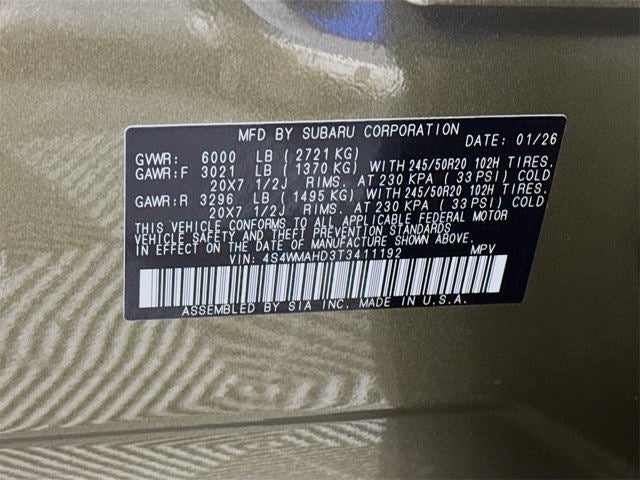 MFD BY SUBARU CORPORATION DATE: 01/26
GVWR: 6000 LB ( 2721 KG)
GAWR:F 3021 LB ( 1370 KG) WITH 245/50R20 102H TIRES.
20X7 1/2J RIMS. AT 230 KPA ( 33 PSI) COLD
GAWR:R 3296 LB ( 1495 KG) WITH 245/50R20 102H TIRES.
20X7 1/2J RIMS. AT 230 KPA ( 33 PSI) COLD
THIS VEHICLE CONFORMS TO ALL APPLICABLE FEDERAL MOTOR
VEHICLE SAFETY AND THEFT PREVENTION STANDARDS IN
EFFECT ON THE DATE OF MANUFACTURE SHOWN ABOVE.
VIN: 4S4WMAHD3T3411192 MPV
ASSEMBLED BY SIA INC. MADE IN U.S.A.